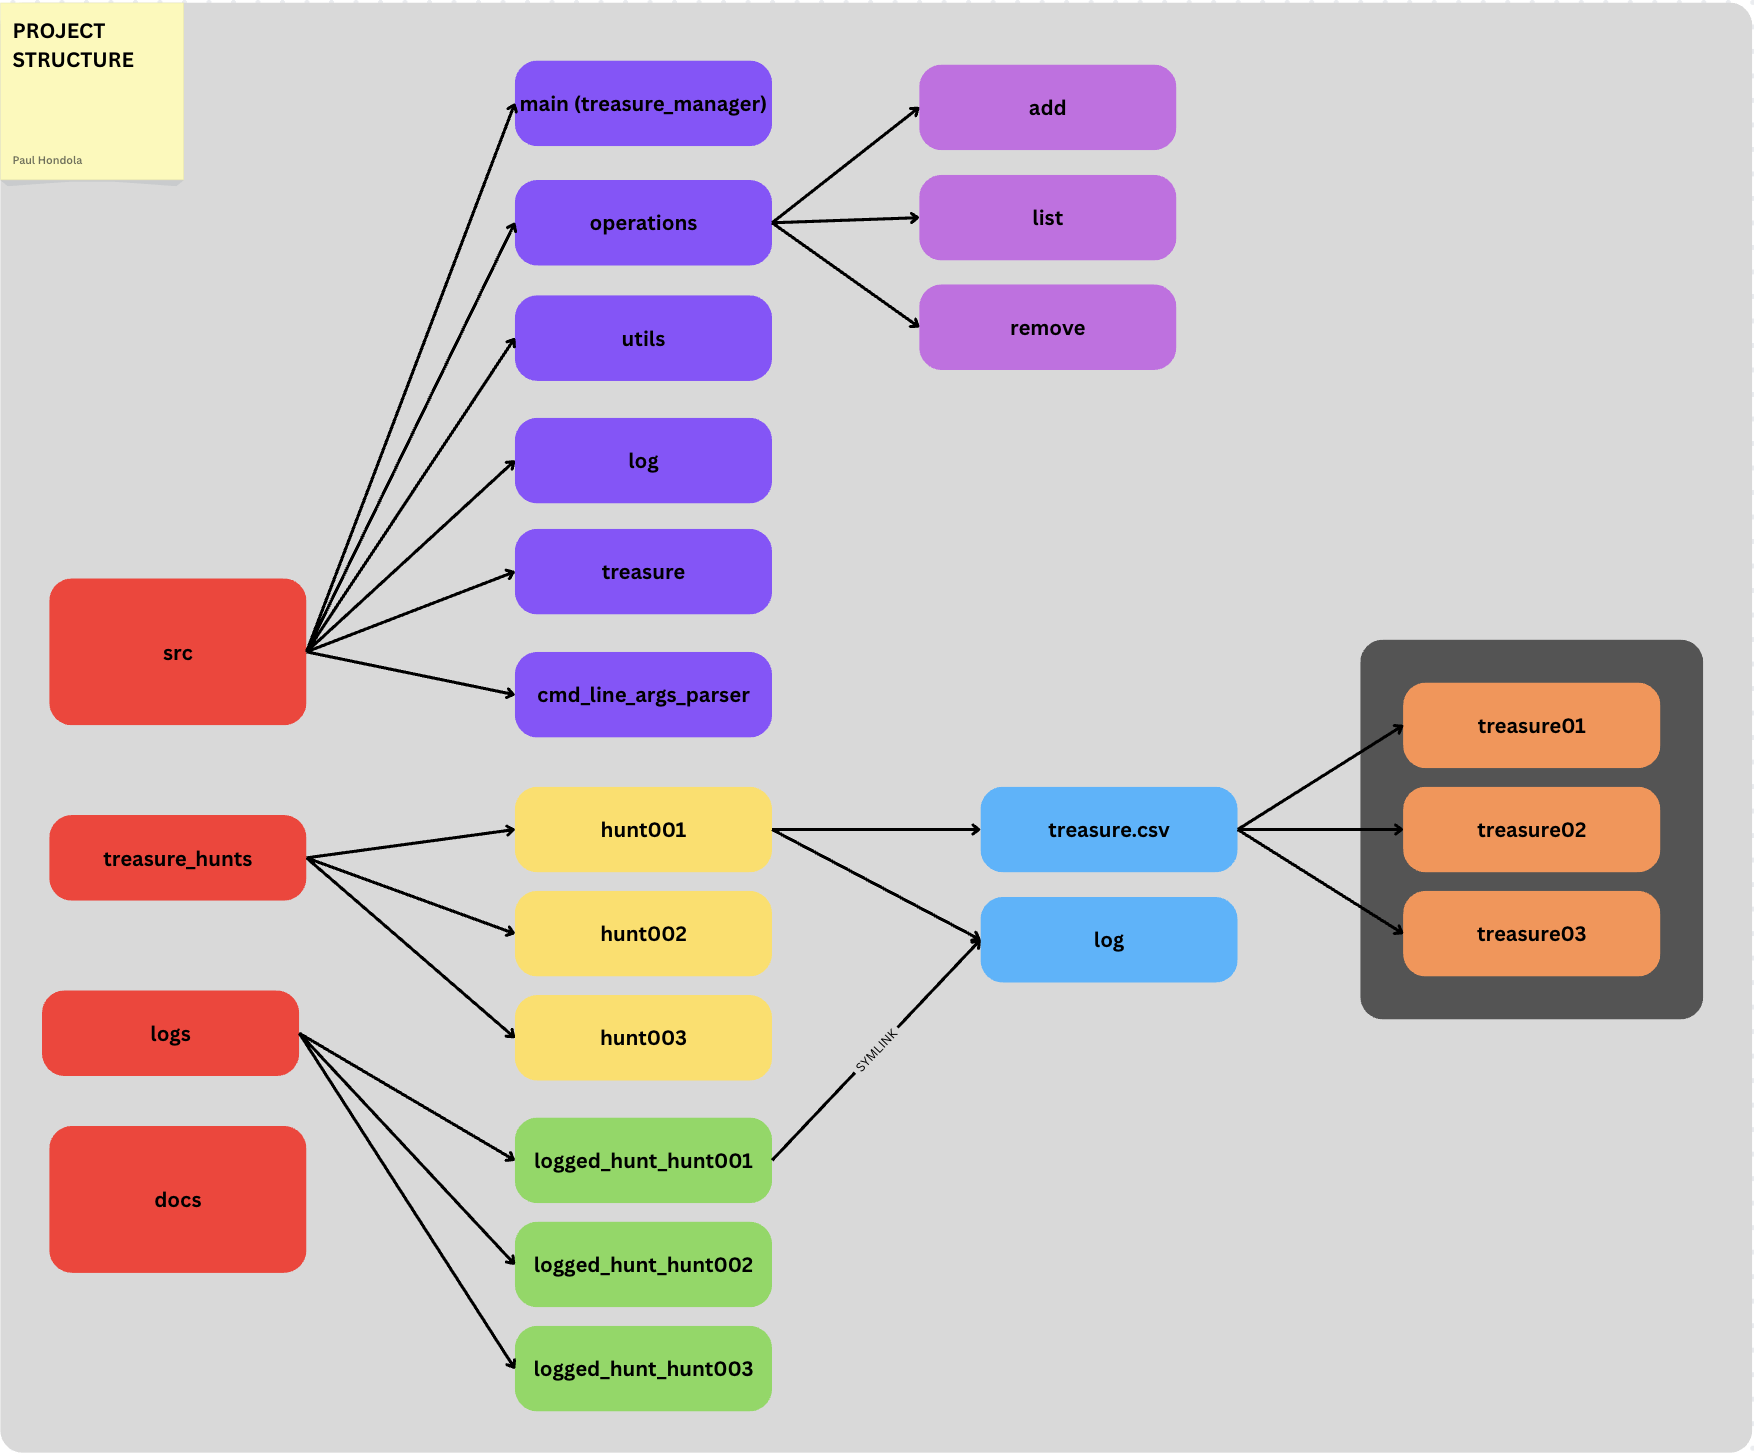 PROJECT
STRUCTURE
Paul Hondola
main (treasure_manager)
operations
utils
log
treasure
cmd_line_args_parser
add
list
remove
src
treasure_hunts
logs
docs
hunt001
hunt002
hunt003
logged_hunt_hunt001
logged_hunt_hunt002
logged_hunt_hunt003
SYMLINK
treasure.csv
log
treasure01
treasure02
treasure03